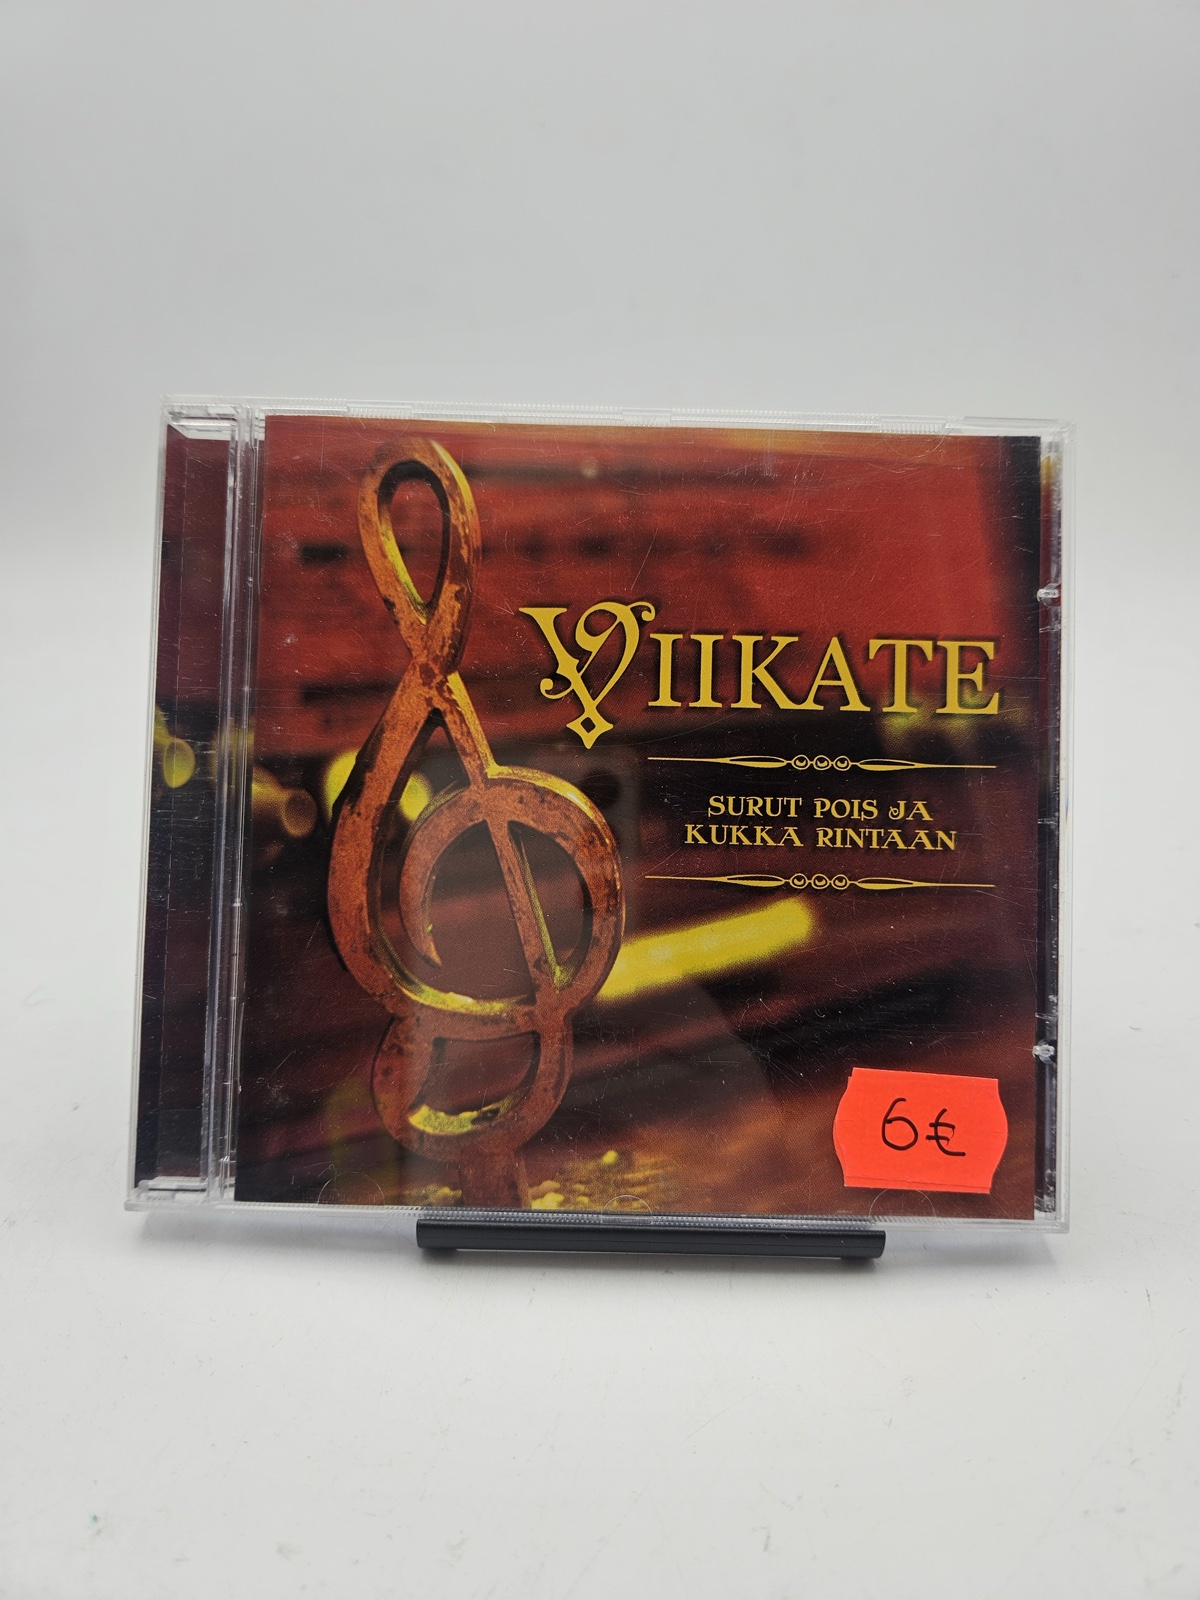 VIIKATE
SURUT POIS JA
KUKKA RINTAAN
6€